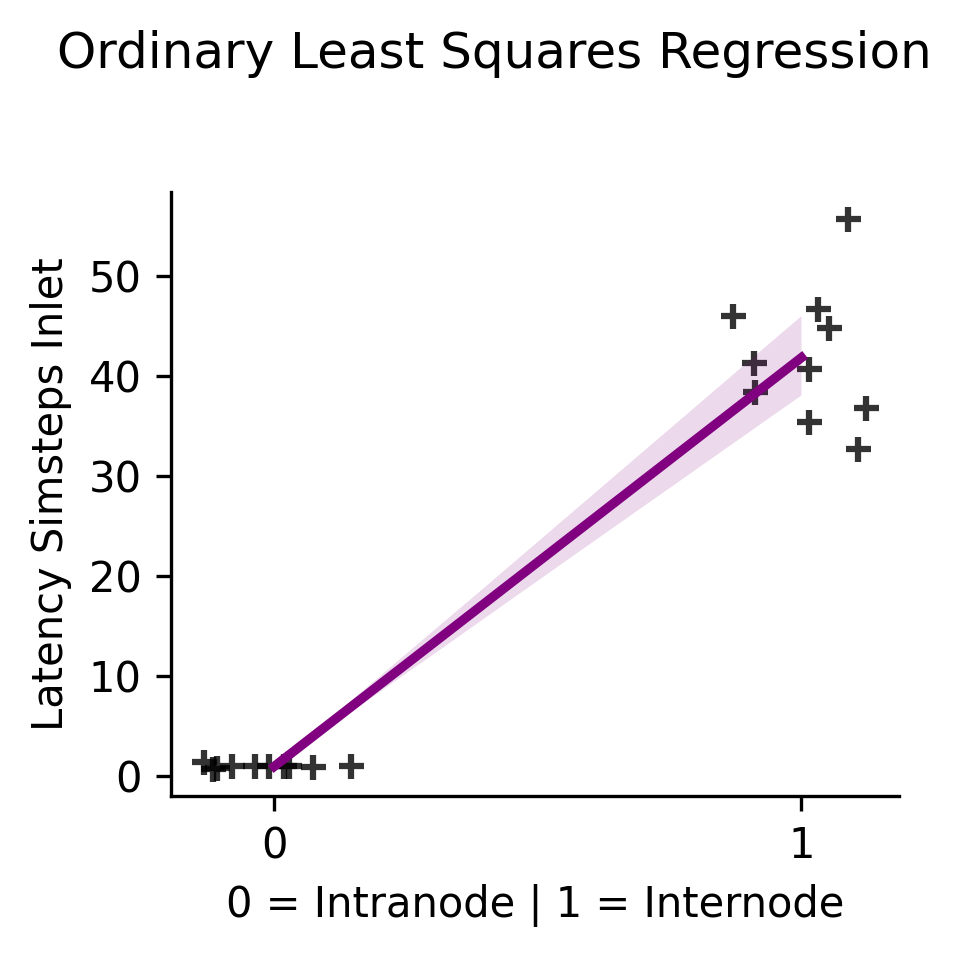 Ordinary Least Squares Regression
Latency Simsteps Inlet
50
40
30
20
10
0
0
1
0 = Intranode | 1 = Internode